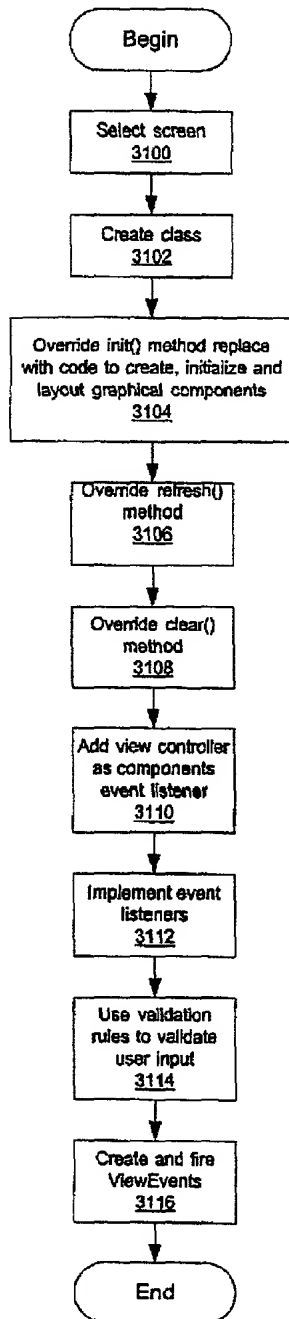 Begin
Select screen
3100
Create class
3102
Override init() method replace
with code to create, initialize and
layout graphical components
3104
Override refresh()
method
3106
Override clear()
method
3108
Add view controller
as components
event listener
3110
Implement event
listeners
3112
Use validation
rules to validate
user input
3114
Create and fire
ViewEvents
3116
End